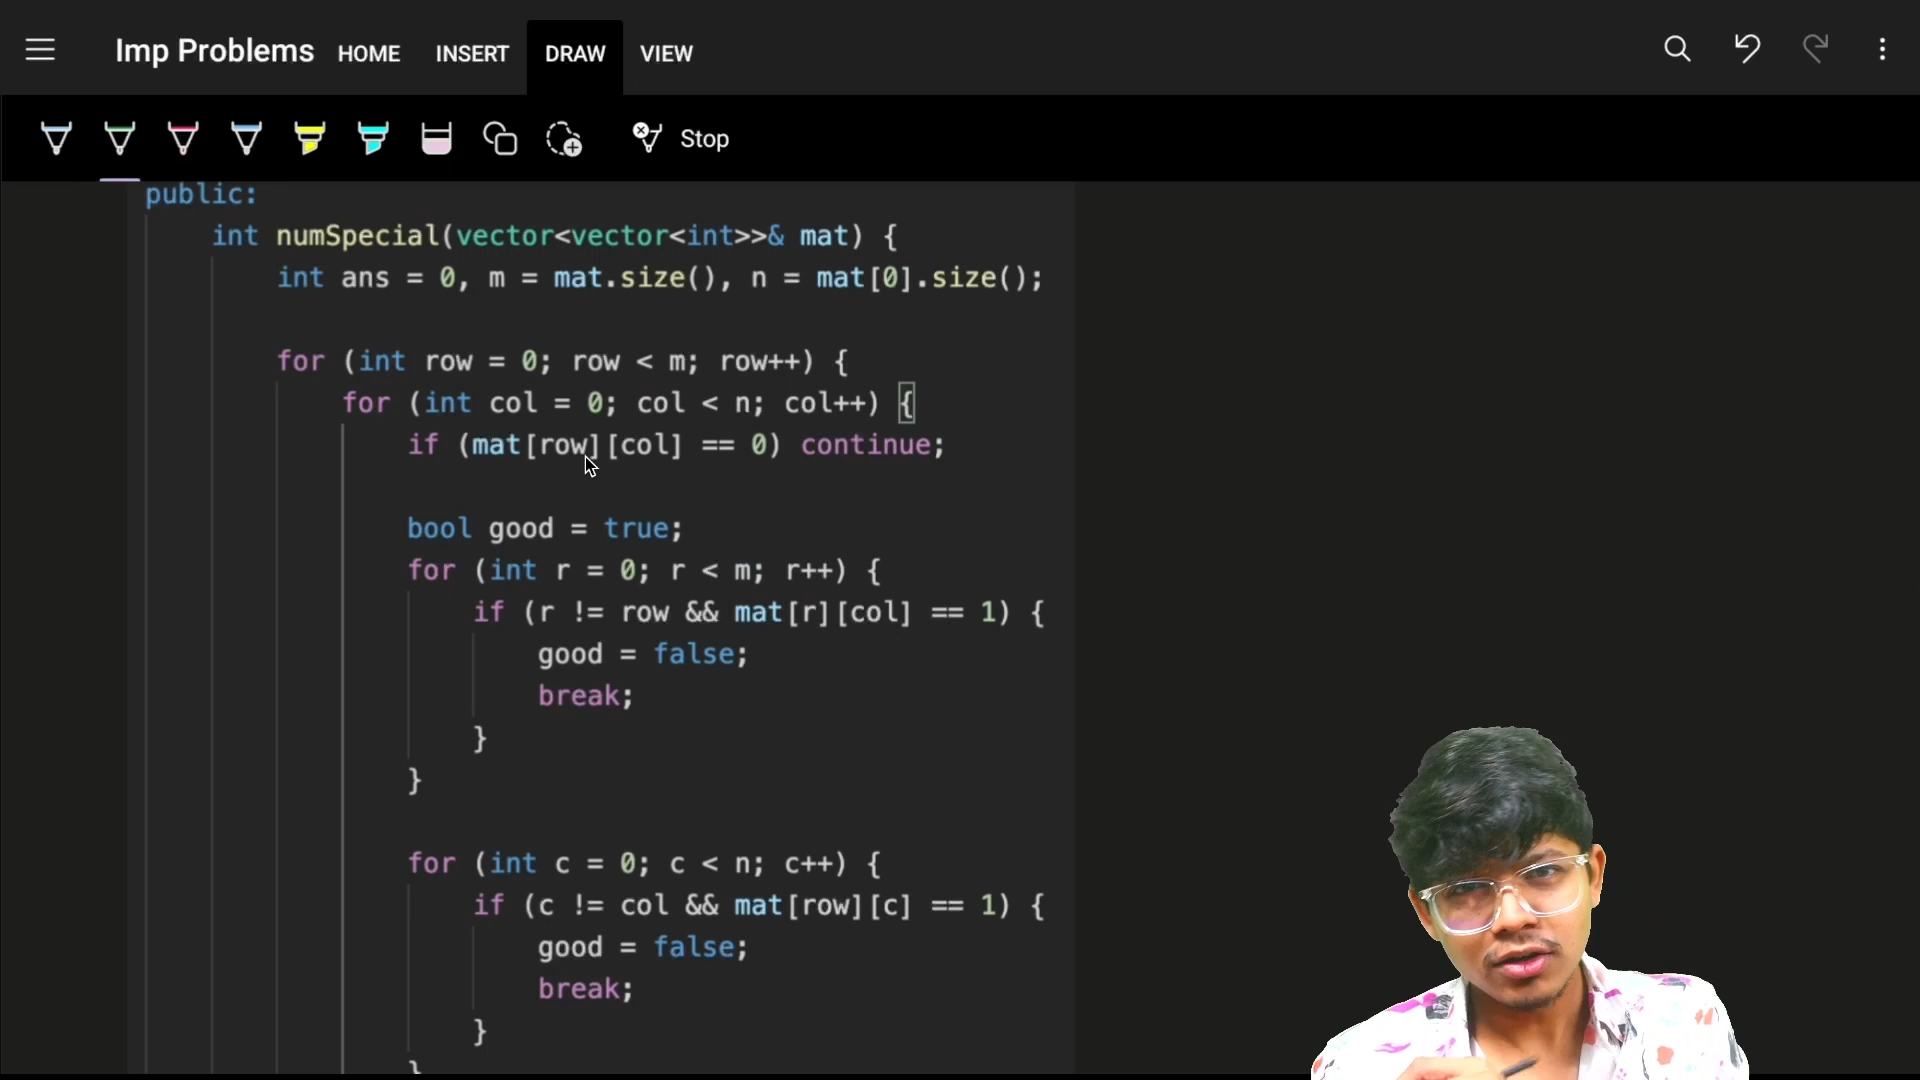 Imp Problems HOME INSERT DRAW VIEW
Stop
public:
int numSpecial(vector<vector<int>>& mat) {
int ans = 0, m = mat.size(), n = mat[0].size();
for (int row = 0; row < m; row++) {
for (int col = 0; col < n; col++) {
if (mat[row][col] == 0) continue;
bool good = true;
for (int r = 0; r < m; r++) {
if (r != row && mat[r][col] == 1) {
good = false;
break;
}
}
for (int c = 0; c < n; c++) {
if (c != col && mat[row][c] == 1) {
good = false;
break;
}
}